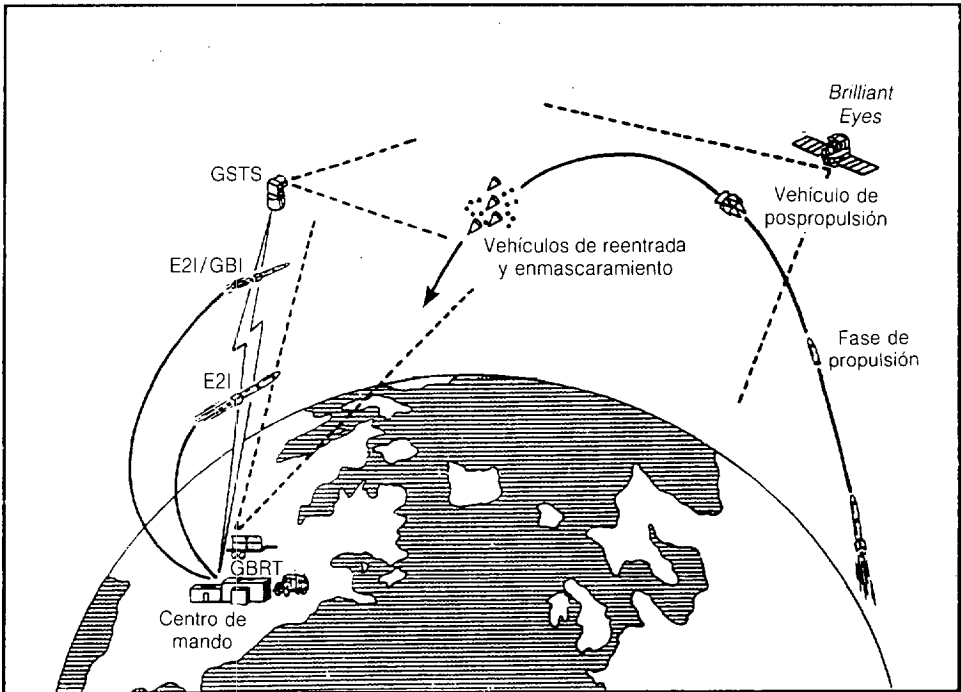 Brilliant
Eyes
GSTS
Vehículo de
pospropulsión
Vehículos de reentrada
y enmascaramiento
E2I/GBI
Fase de
propulsión
E2I
GBRT
Centro de
mando